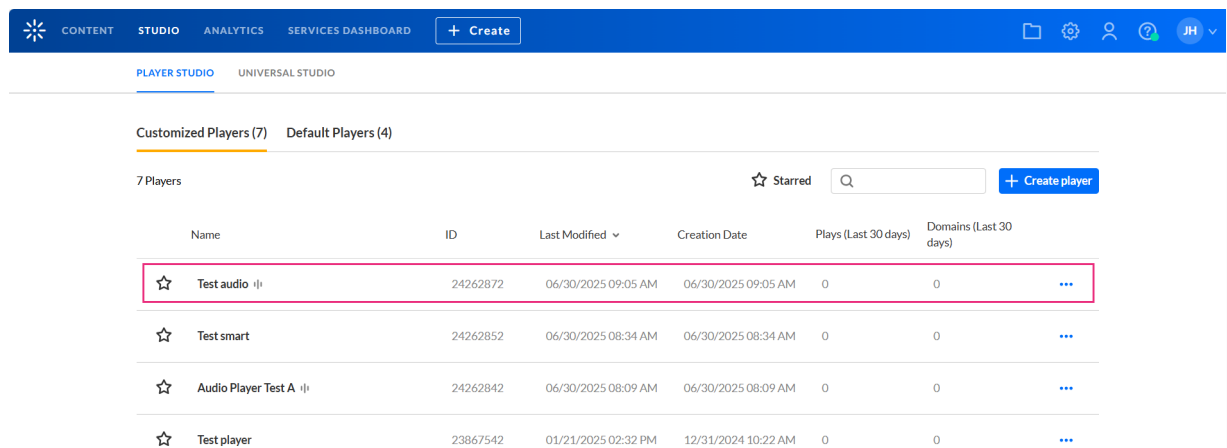 CONTENT STUDIO ANALYTICS SERVICES DASHBOARD + Create JH
PLAYER STUDIO UNIVERSAL STUDIO
Customized Players (7) Default Players (4)
7 Players Starred + Create player
Name ID Last Modified Creation Date Plays (Last 30 days) Domains (Last 30
days)
Test audio 24262872 06/30/2025 09:05 AM 06/30/2025 09:05 AM 0 0
Test smart 24262852 06/30/2025 08:34 AM 06/30/2025 08:34 AM 0 0
Audio Player Test A 24262842 06/30/2025 08:09 AM 06/30/2025 08:09 AM 0 0
Test player 23867542 01/21/2025 02:32 PM 12/31/2024 10:22 AM 0 0